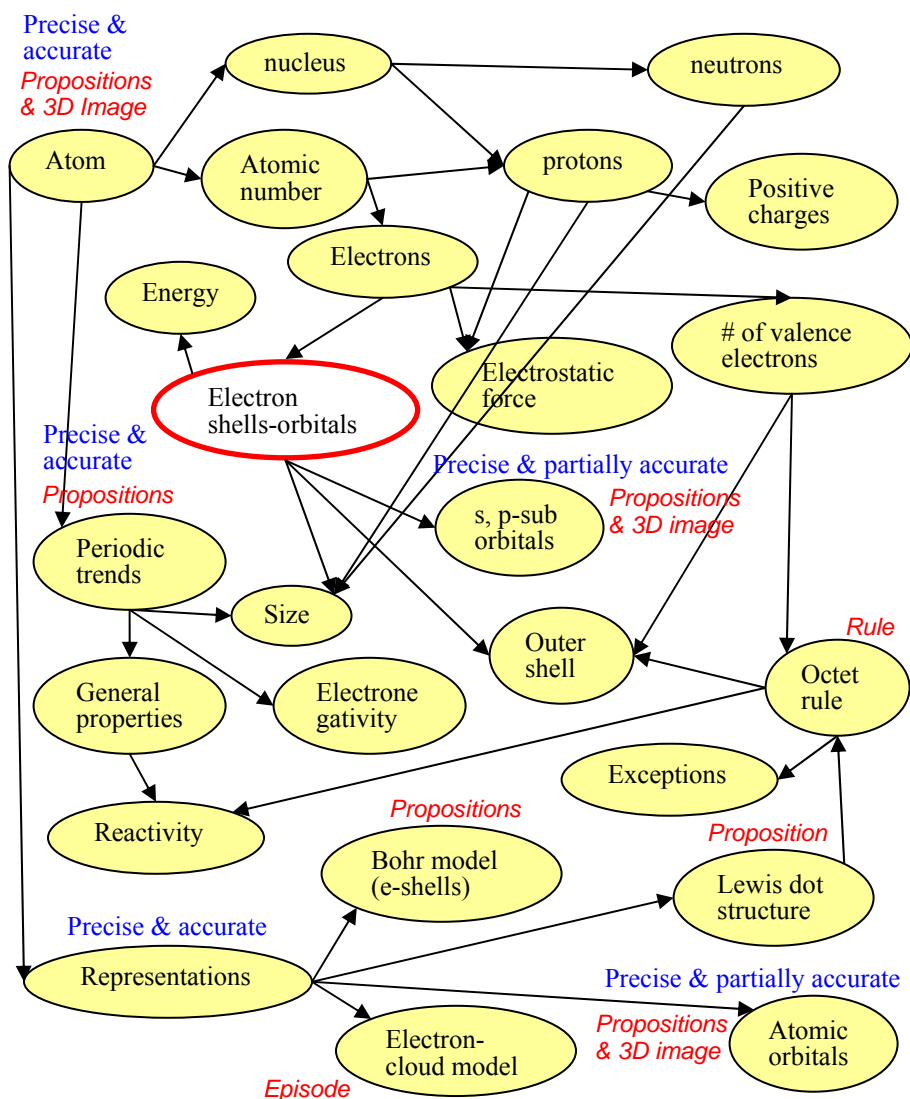 Precise &
accurate
Propositions
& 3D Image
nucleus
neutrons
Atom
Atomic
number
protons
Positive
charges
Electrons
Energy
# of valence
electrons
Electron
shells-orbitals
Electrostatic
force
Precise &
accurate
Propositions
Precise & partially accurate
Propositions
& 3D image
s, p-sub
orbitals
Periodic
trends
Size
Outer
shell
Rule
Octet
rule
General
properties
Electrone
gativity
Exceptions
Reactivity
Propositions
Bohr model
(e-shells)
Proposition
Lewis dot
structure
Precise & accurate
Representations
Precise & partially accurate
Propositions
& 3D image
Atomic
orbitals
Electron-
cloud model
Episode